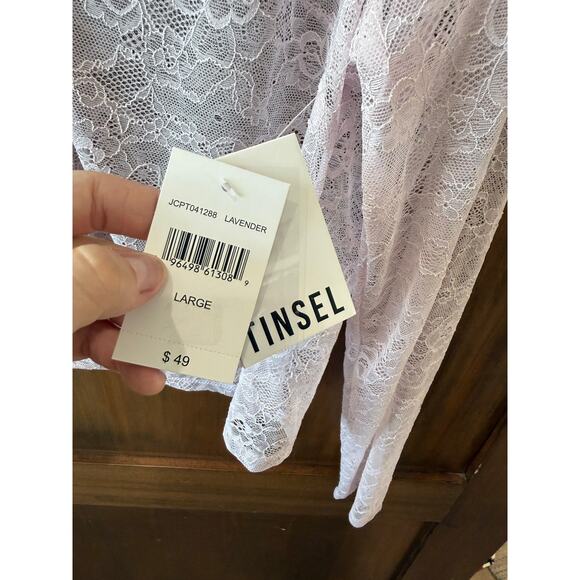 JCPT041288 LAVENDER
96498 61308 9
LARGE
$ 49
TINSEL